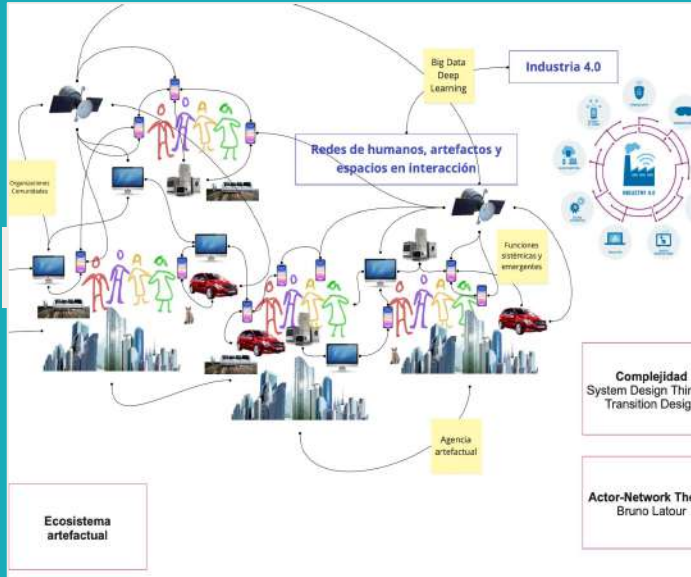 Big Data
Deep
Learning
Industria 4.0
Redes de humanos, artefactos y
espacios en interacción
Organizaciones
Comunidades
INDUSTRY 4.0
Funciones
sistémicas y
emergentes
Complejidad
System Design Thin
Transition Desig
Agencia
artefactual
Ecosistema
artefactual
Actor-Network The
Bruno Latour